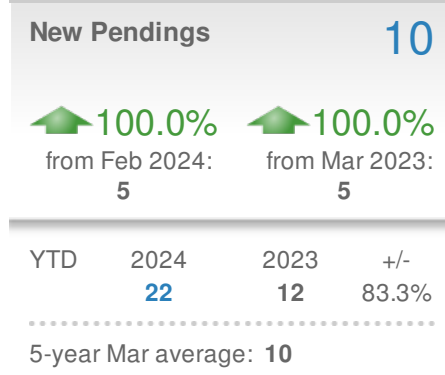 New Pendings 10
100.0% 100.0%
from Feb 2024: from Mar 2023:
5 5
YTD 2024 2023 +/-
22 12 83.3%
5-year Mar average: 10